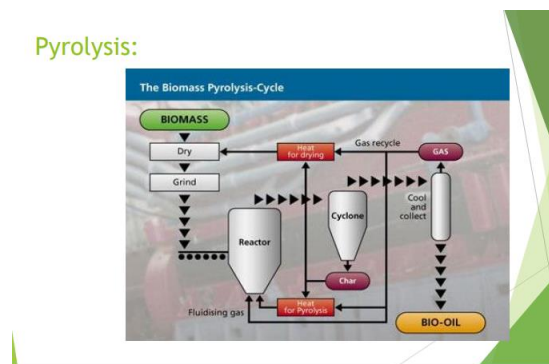 Pyrolysis:
The Biomass Pyrolysis-Cycle
BIOMASS
Dry
Heat
for drying
Gas recycle
GAS
Grind
Cool
and
collect
Cyclone
Reactor
Char
Heat
for Pyrolysis
Fluidising gas
BIO-OIL